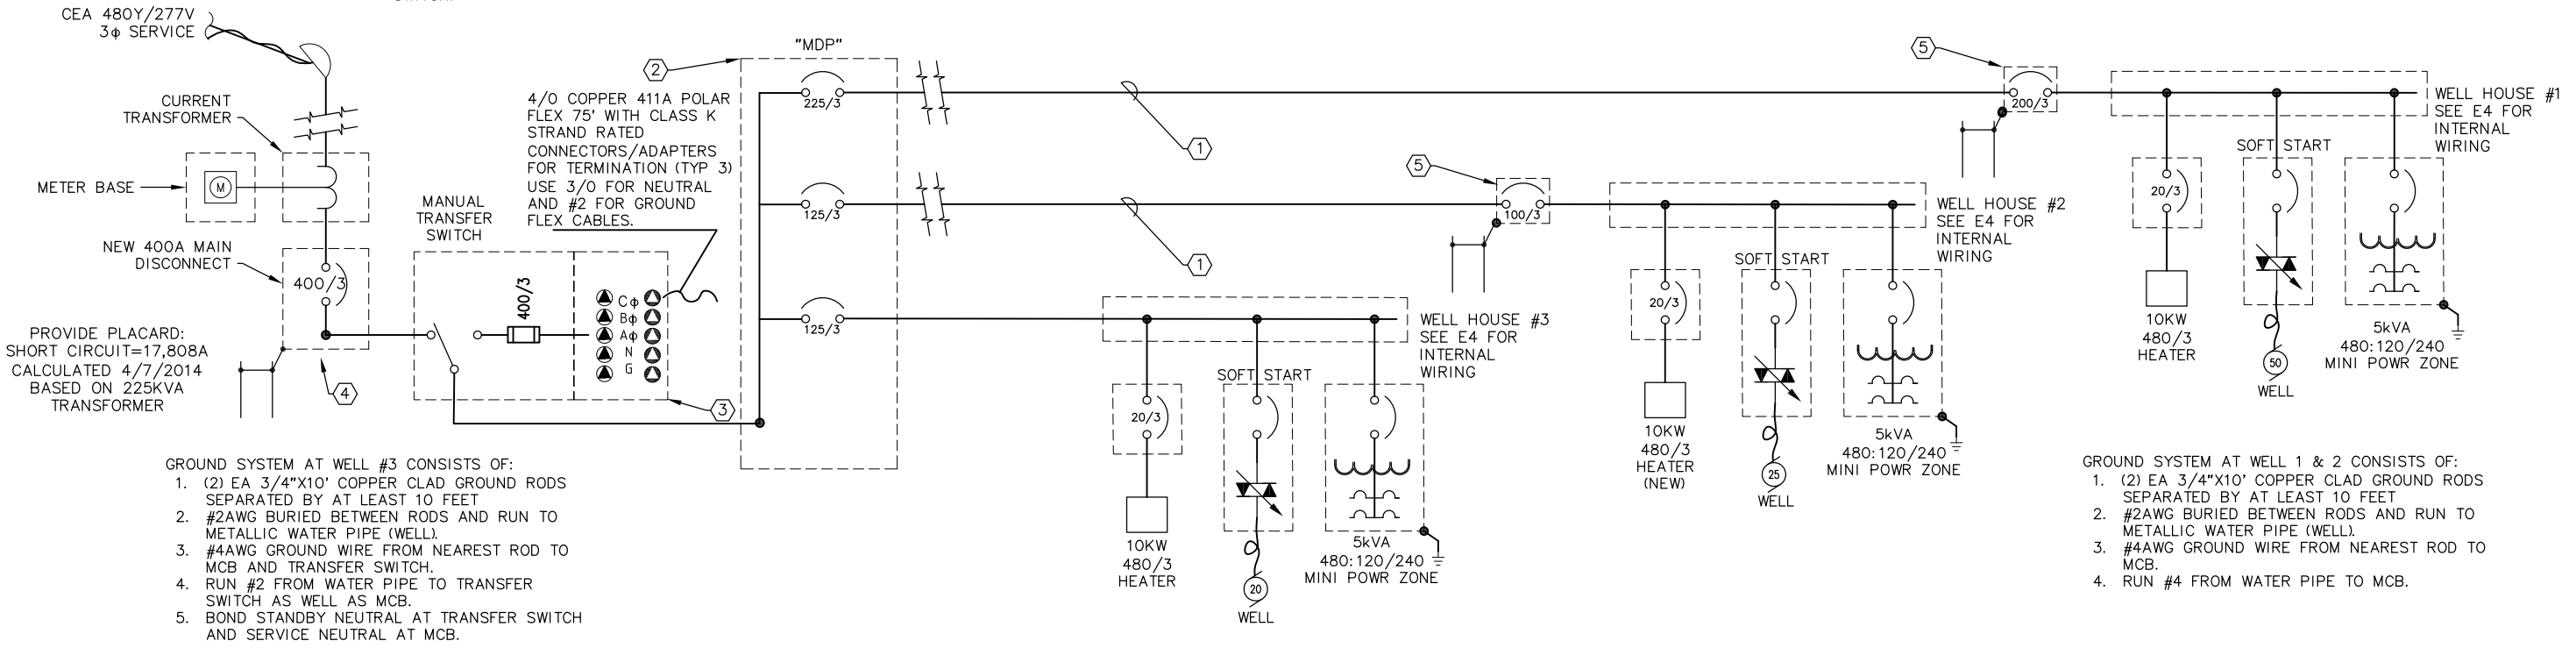 CEA 480Y/277V
3ϕ SERVICE
CURRENT
TRANSFORMER
METER BASE
M
NEW 400A MAIN
DISCONNECT
400/3
PROVIDE PLACARD:
SHORT CIRCUIT=17,808A
CALCULATED 4/7/2014
BASED ON 225KVA
TRANSFORMER
4
MANUAL
TRANSFER
SWITCH
400/3
Cϕ
Bϕ
Aϕ
N
G
3
4/0 COPPER 411A POLAR
FLEX 75' WITH CLASS K
STRAND RATED
CONNECTORS/ADAPTERS
FOR TERMINATION (TYP 3)
USE 3/0 FOR NEUTRAL
AND #2 FOR GROUND
FLEX CABLES.
2
"MDP"
225/3
125/3
125/3
1
1
5
200/3
WELL HOUSE #1
SEE E4 FOR
INTERNAL
WIRING
20/3
10KW
480/3
HEATER
SOFT START
50
WELL
5kVA
480:120/240
MINI POWR ZONE
5
100/3
WELL HOUSE #2
SEE E4 FOR
INTERNAL
WIRING
20/3
10KW
480/3
HEATER
(NEW)
SOFT START
25
WELL
5kVA
480:120/240
MINI POWR ZONE
WELL HOUSE #3
SEE E4 FOR
INTERNAL
WIRING
20/3
10KW
480/3
HEATER
SOFT START
20
WELL
5kVA
480:120/240
MINI POWR ZONE
GROUND SYSTEM AT WELL #3 CONSISTS OF:
1. (2) EA 3/4"X10' COPPER CLAD GROUND RODS
SEPARATED BY AT LEAST 10 FEET
2. #2AWG BURIED BETWEEN RODS AND RUN TO
METALLIC WATER PIPE (WELL).
3. #4AWG GROUND WIRE FROM NEAREST ROD TO
MCB AND TRANSFER SWITCH.
4. RUN #2 FROM WATER PIPE TO TRANSFER
SWITCH AS WELL AS MCB.
5. BOND STANDBY NEUTRAL AT TRANSFER SWITCH
AND SERVICE NEUTRAL AT MCB.
GROUND SYSTEM AT WELL 1 & 2 CONSISTS OF:
1. (2) EA 3/4"X10' COPPER CLAD GROUND RODS
SEPARATED BY AT LEAST 10 FEET
2. #2AWG BURIED BETWEEN RODS AND RUN TO
METALLIC WATER PIPE (WELL).
3. #4AWG GROUND WIRE FROM NEAREST ROD TO
MCB.
4. RUN #4 FROM WATER PIPE TO MCB.